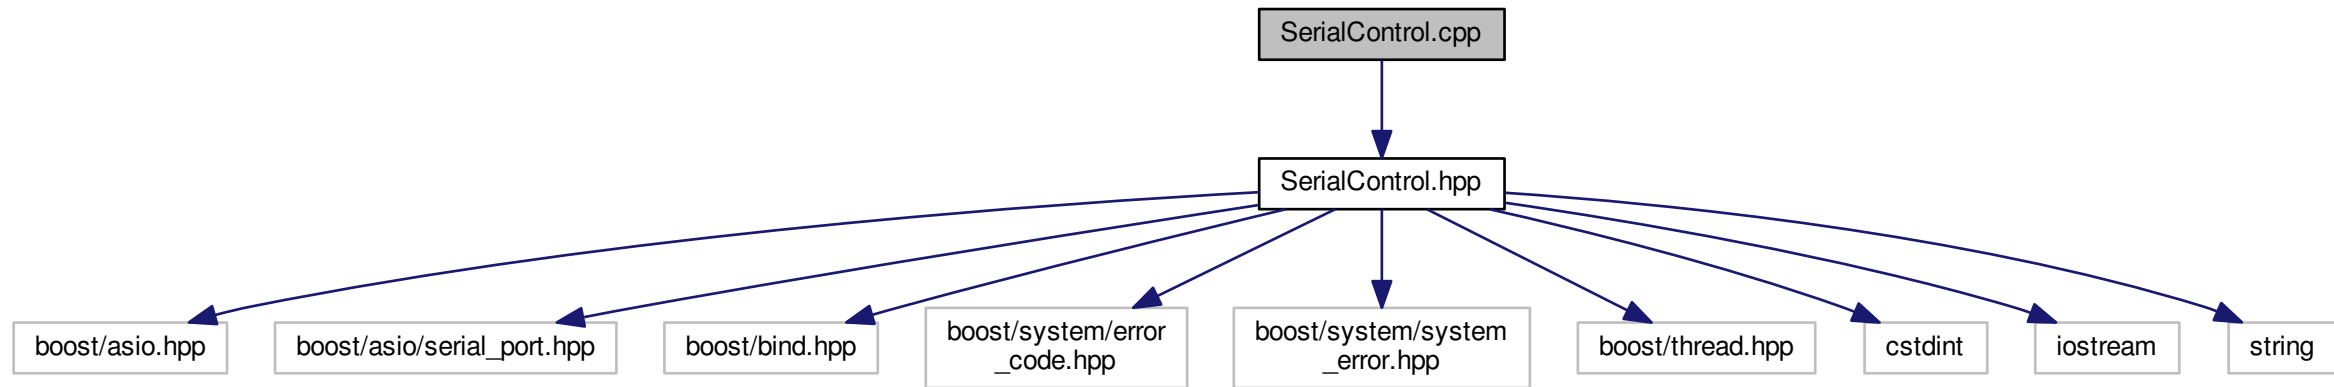 SerialControl.cpp
SerialControl.hpp
boost/asio.hpp
boost/asio/serial_port.hpp
boost/bind.hpp
boost/system/error
_code.hpp
boost/system/system
_error.hpp
boost/thread.hpp
cstdint
iostream
string